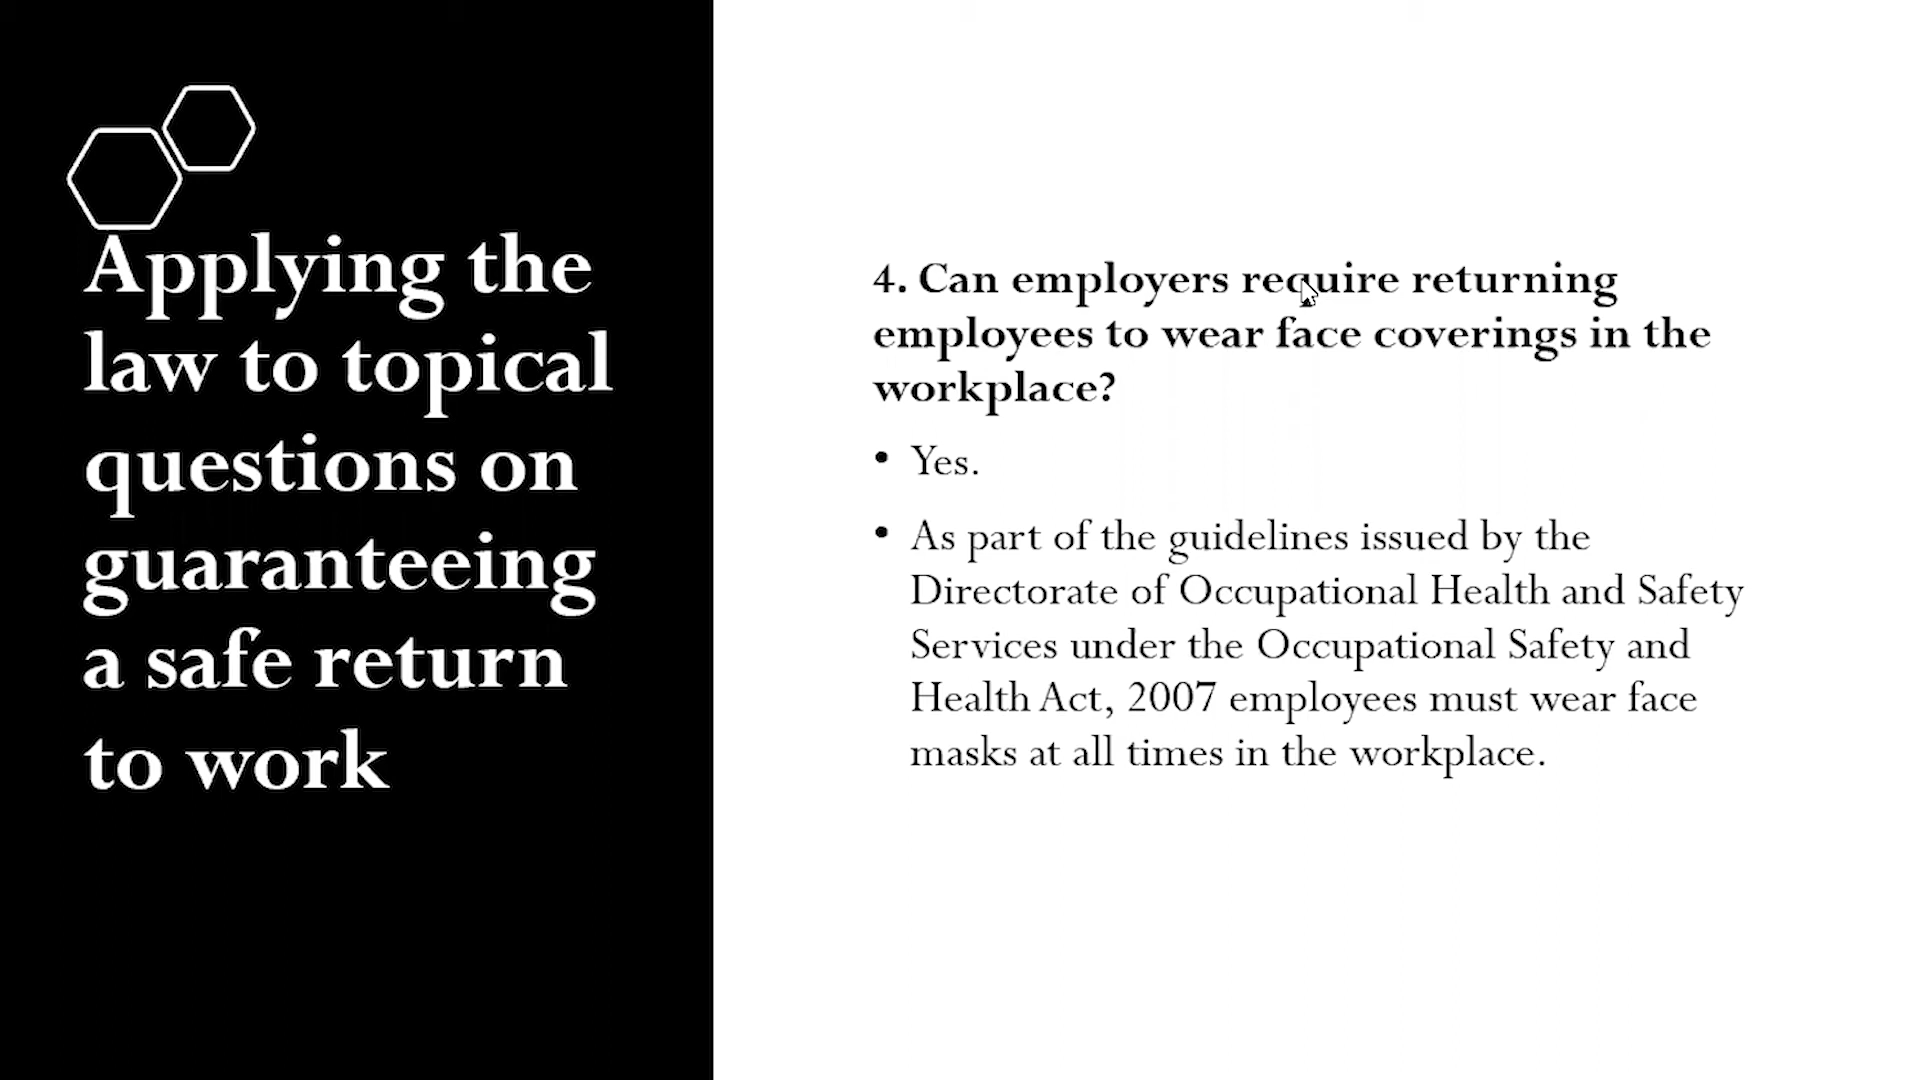 Applying the
law to topical
questions on
guaranteeing
a safe return
to work
4. Can employers require returning
employees to wear face coverings in the
workplace?
• Yes.
• As part of the guidelines issued by the
Directorate of Occupational Health and Safety
Services under the Occupational Safety and
Health Act, 2007 employees must wear face
masks at all times in the workplace.